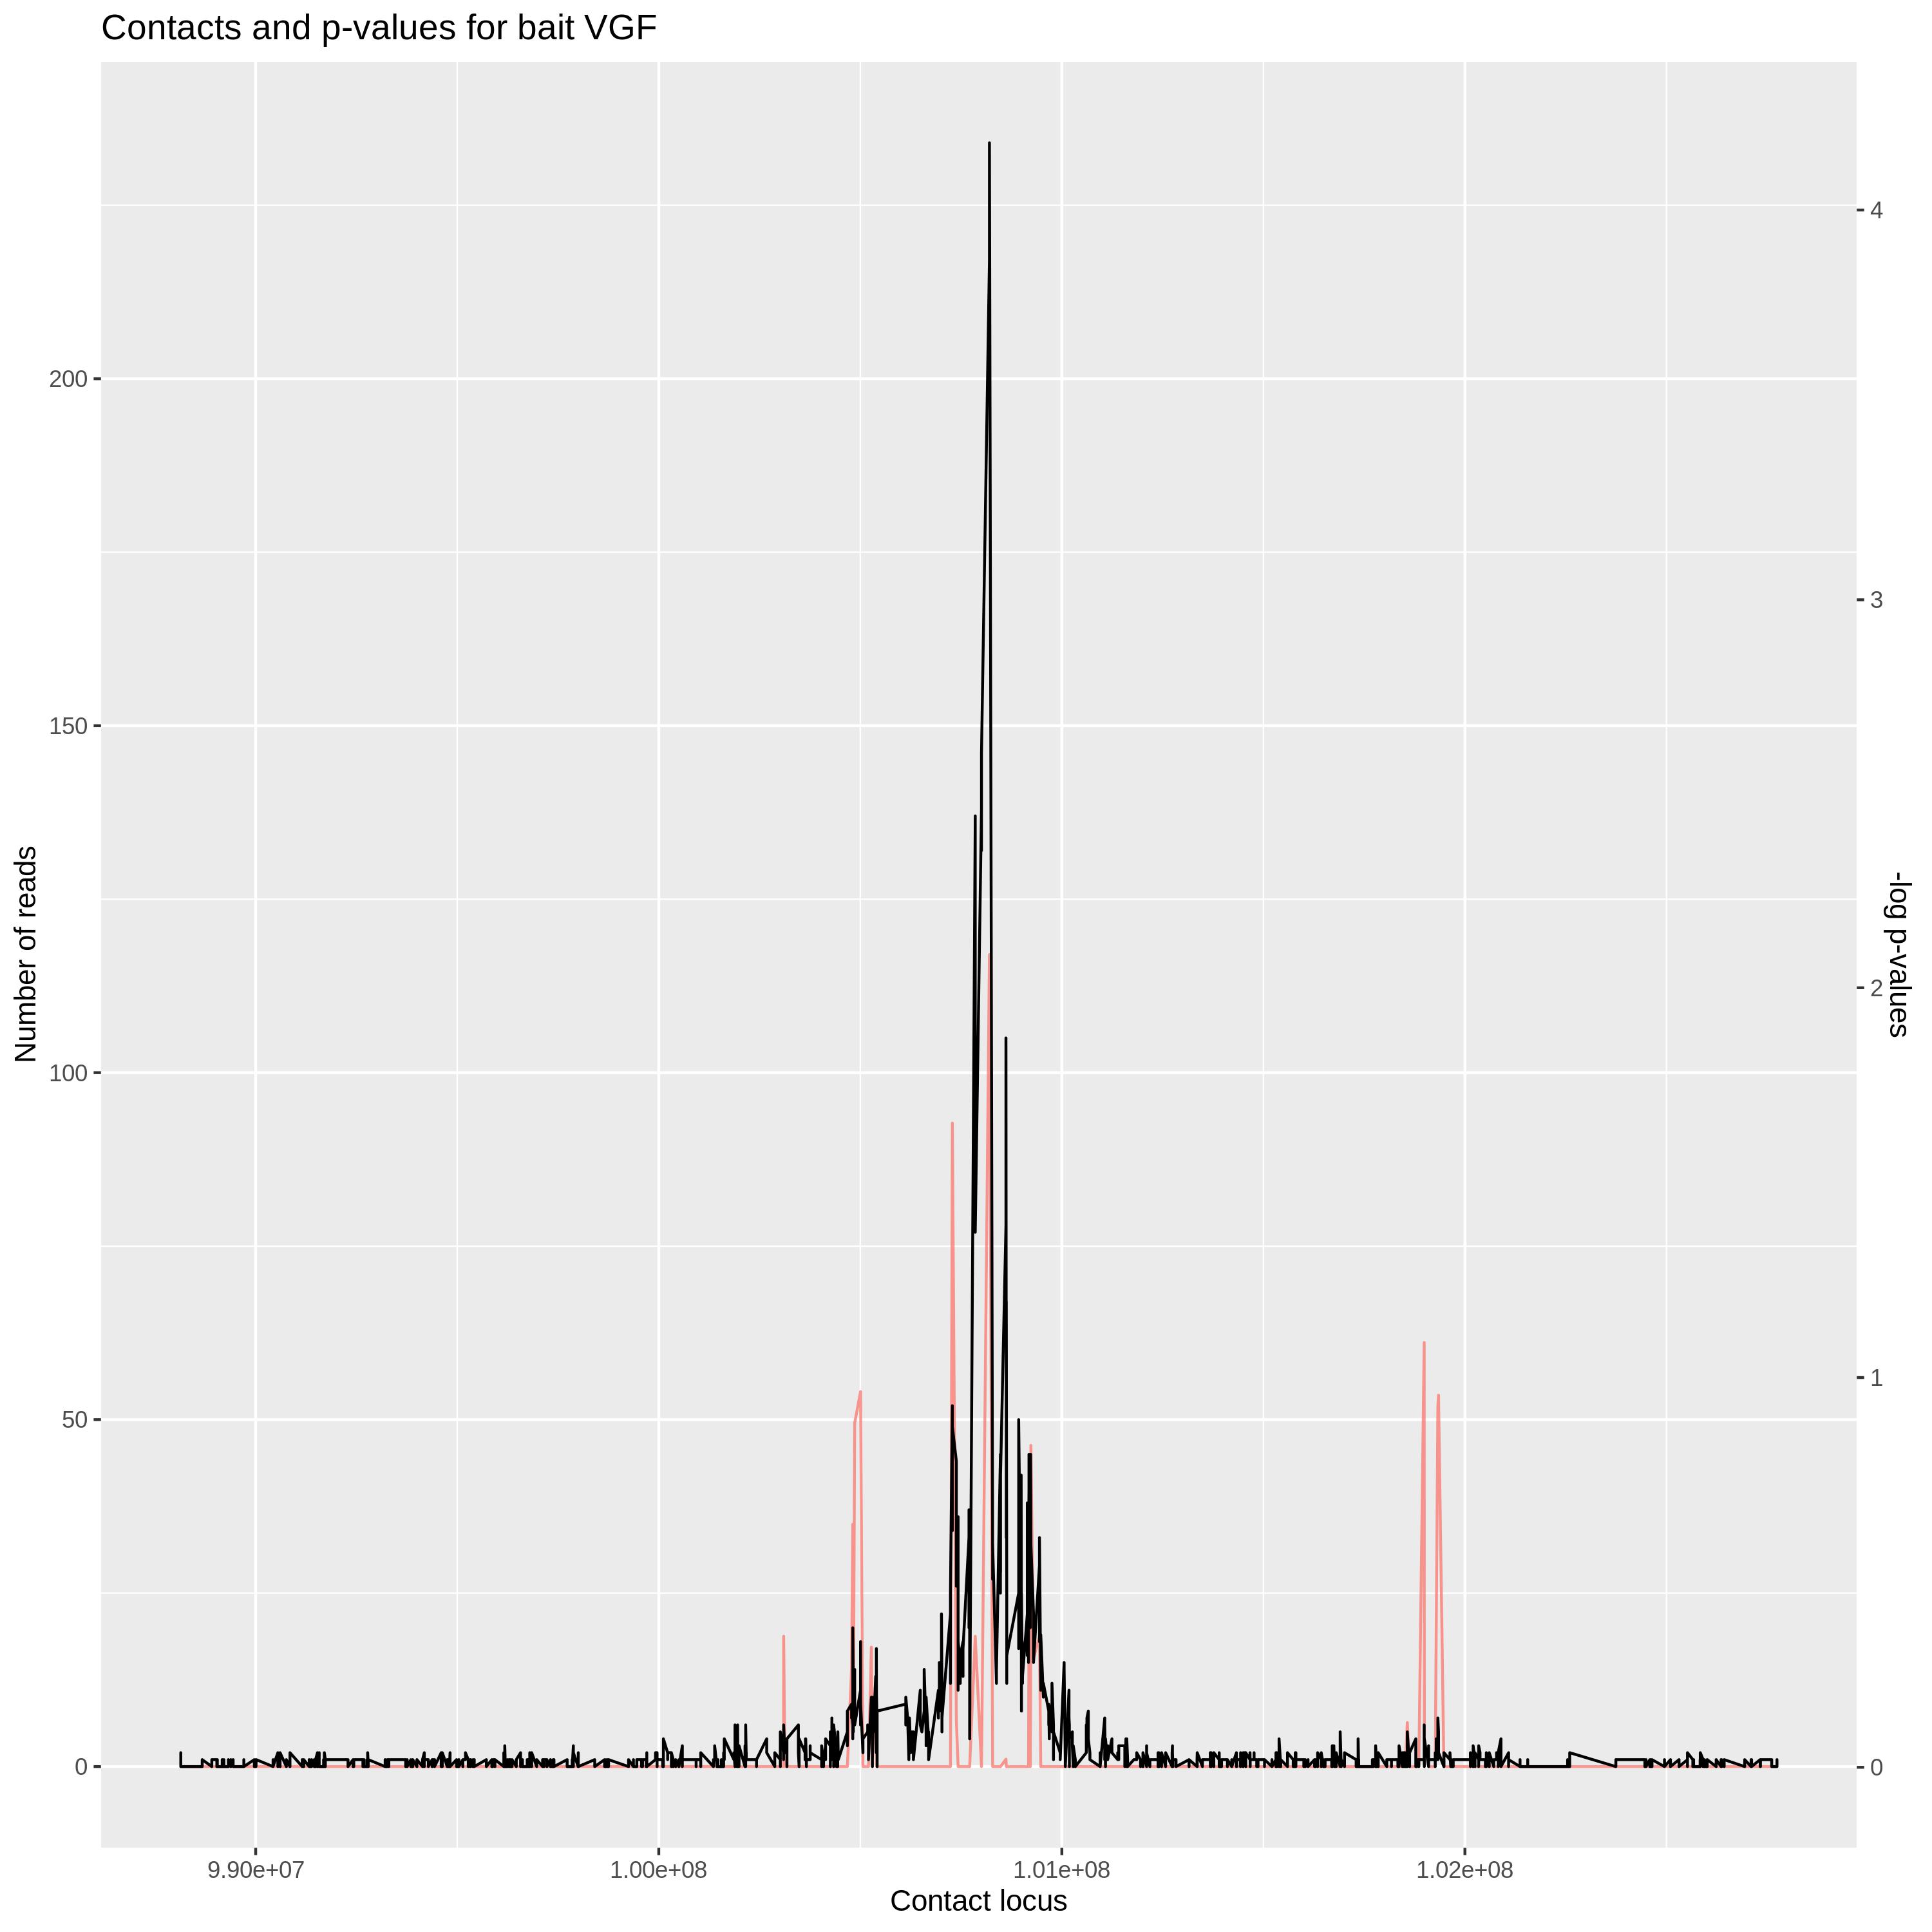 Contacts and p-values for bait VGF
200
150
100
50
0
Number of reads
4
3
2
1
0
-log p-values
9.90e+07 1.00e+08 1.01e+08 1.02e+08
Contact locus